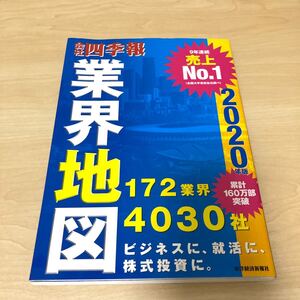 会社四季報
業界地図
2020年版
9年連続
売上
No.1
累計
160万部
突破
172業界
4030社
ビジネスに、就活に、
株式投資に。
東洋経済新報社